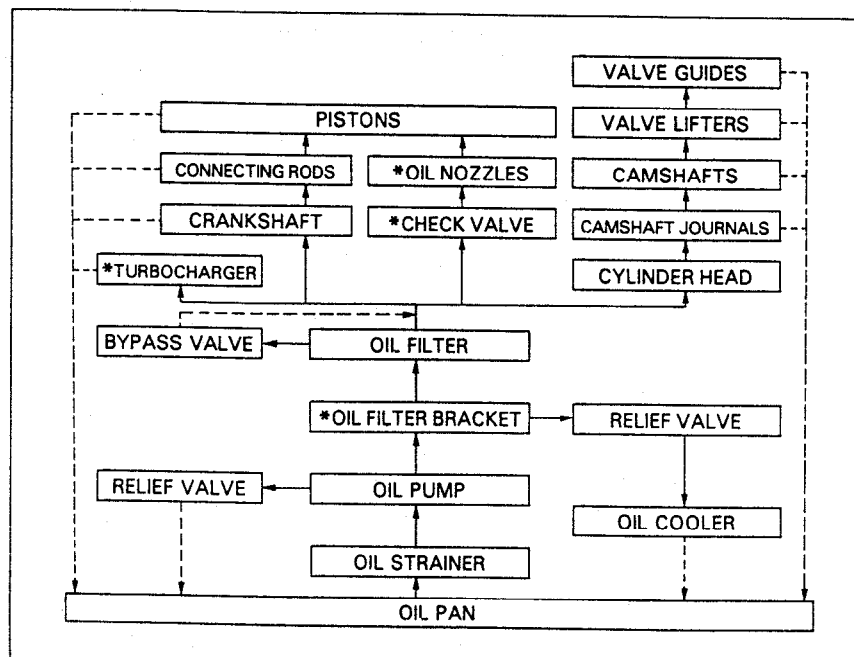 VALVE GUIDES
PISTONS
VALVE LIFTERS
CONNECTING RODS
*OIL NOZZLES
CAMSHAFTS
CRANKSHAFT
*CHECK VALVE
CAMSHAFT JOURNALS
*TURBOCHARGER
CYLINDER HEAD
BYPASS VALVE
OIL FILTER
*OIL FILTER BRACKET
RELIEF VALVE
RELIEF VALVE
OIL PUMP
OIL COOLER
OIL STRAINER
OIL PAN